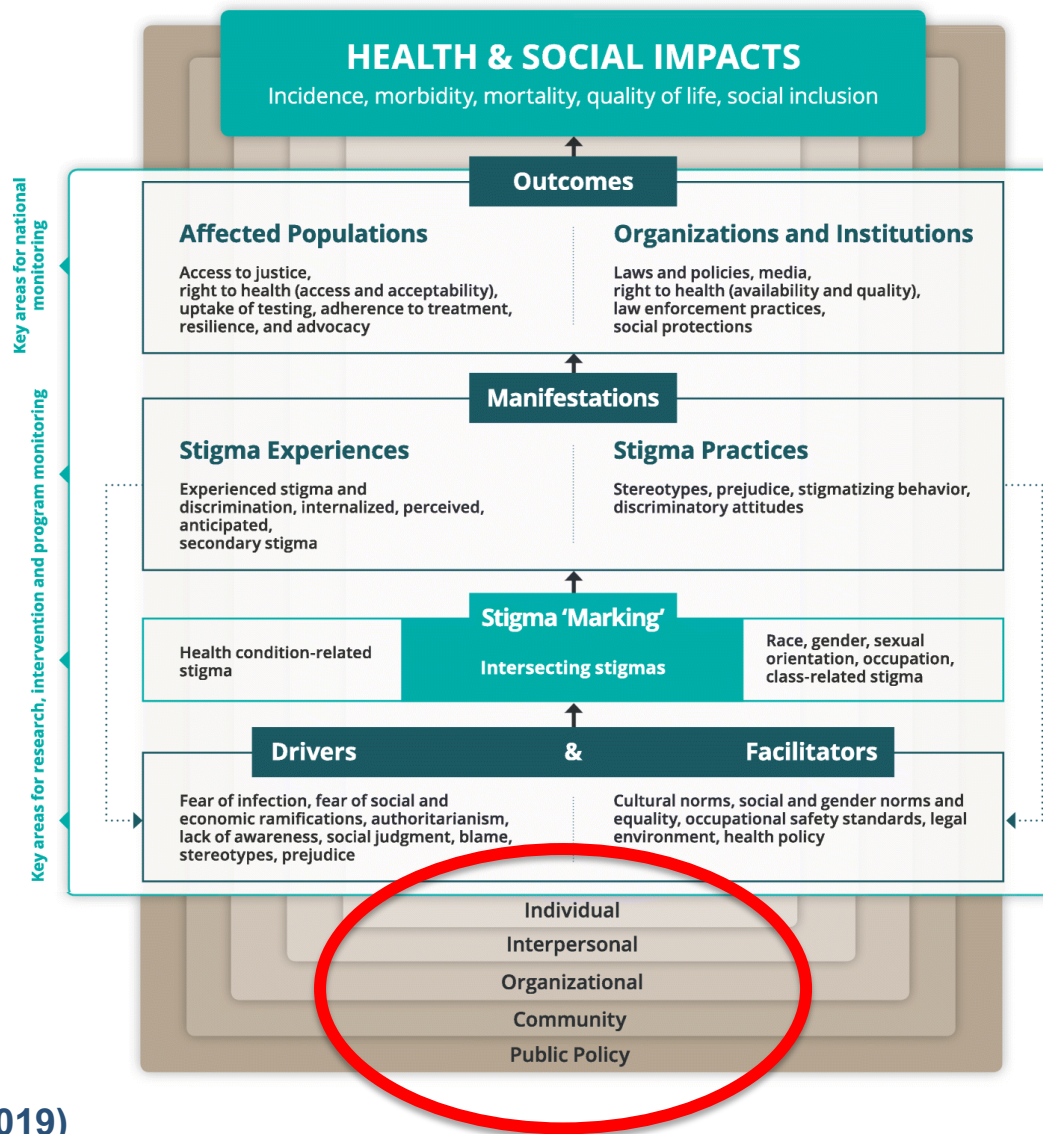 HEALTH & SOCIAL IMPACTS
Incidence, morbidity, mortality, quality of life, social inclusion
Key areas for national
monitoring
Outcomes
Affected Populations
Access to justice,
right to health (access and acceptability),
uptake of testing, adherence to treatment,
resilience, and advocacy
Organizations and Institutions
Laws and policies, media,
right to health (availability and quality),
law enforcement practices,
social protections
Key areas for research, intervention and program monitoring
Manifestations
Stigma Experiences
Experienced stigma and
discrimination, internalized, perceived,
anticipated,
secondary stigma
Stigma Practices
Stereotypes, prejudice, stigmatizing behavior,
discriminatory attitudes
Stigma ‘Marking’
Health condition-related
stigma
Intersecting stigmas
Race, gender, sexual
orientation, occupation,
class-related stigma
Drivers & Facilitators
Fear of infection, fear of social and
economic ramifications, authoritarianism,
lack of awareness, social judgment, blame,
stereotypes, prejudice
Cultural norms, social and gender norms and
equality, occupational safety standards, legal
environment, health policy
Individual
Interpersonal
Organizational
Community
Public Policy
019)